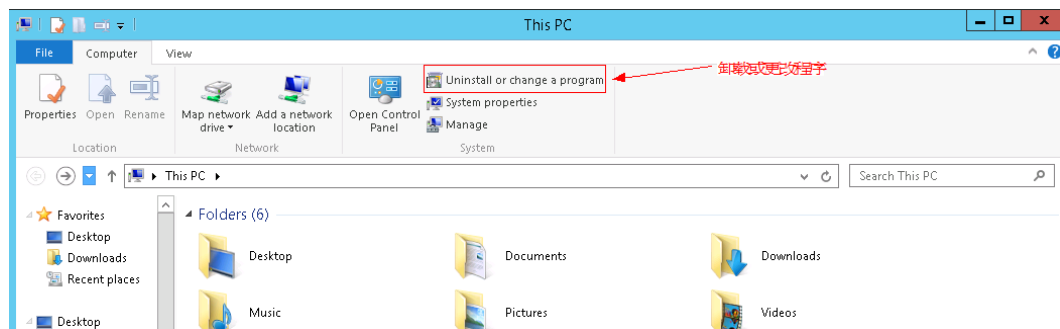 This PC
File Computer View
Uninstall or change a program
卸载或更改程序
System properties
Manage
Properties Open Rename
Map network drive
Add a network location
Open Control Panel
Location Network System
This PC
Search This PC
Favorites
Desktop
Downloads
Recent places
Desktop
Folders (6)
Desktop Documents Downloads
Music Pictures Videos